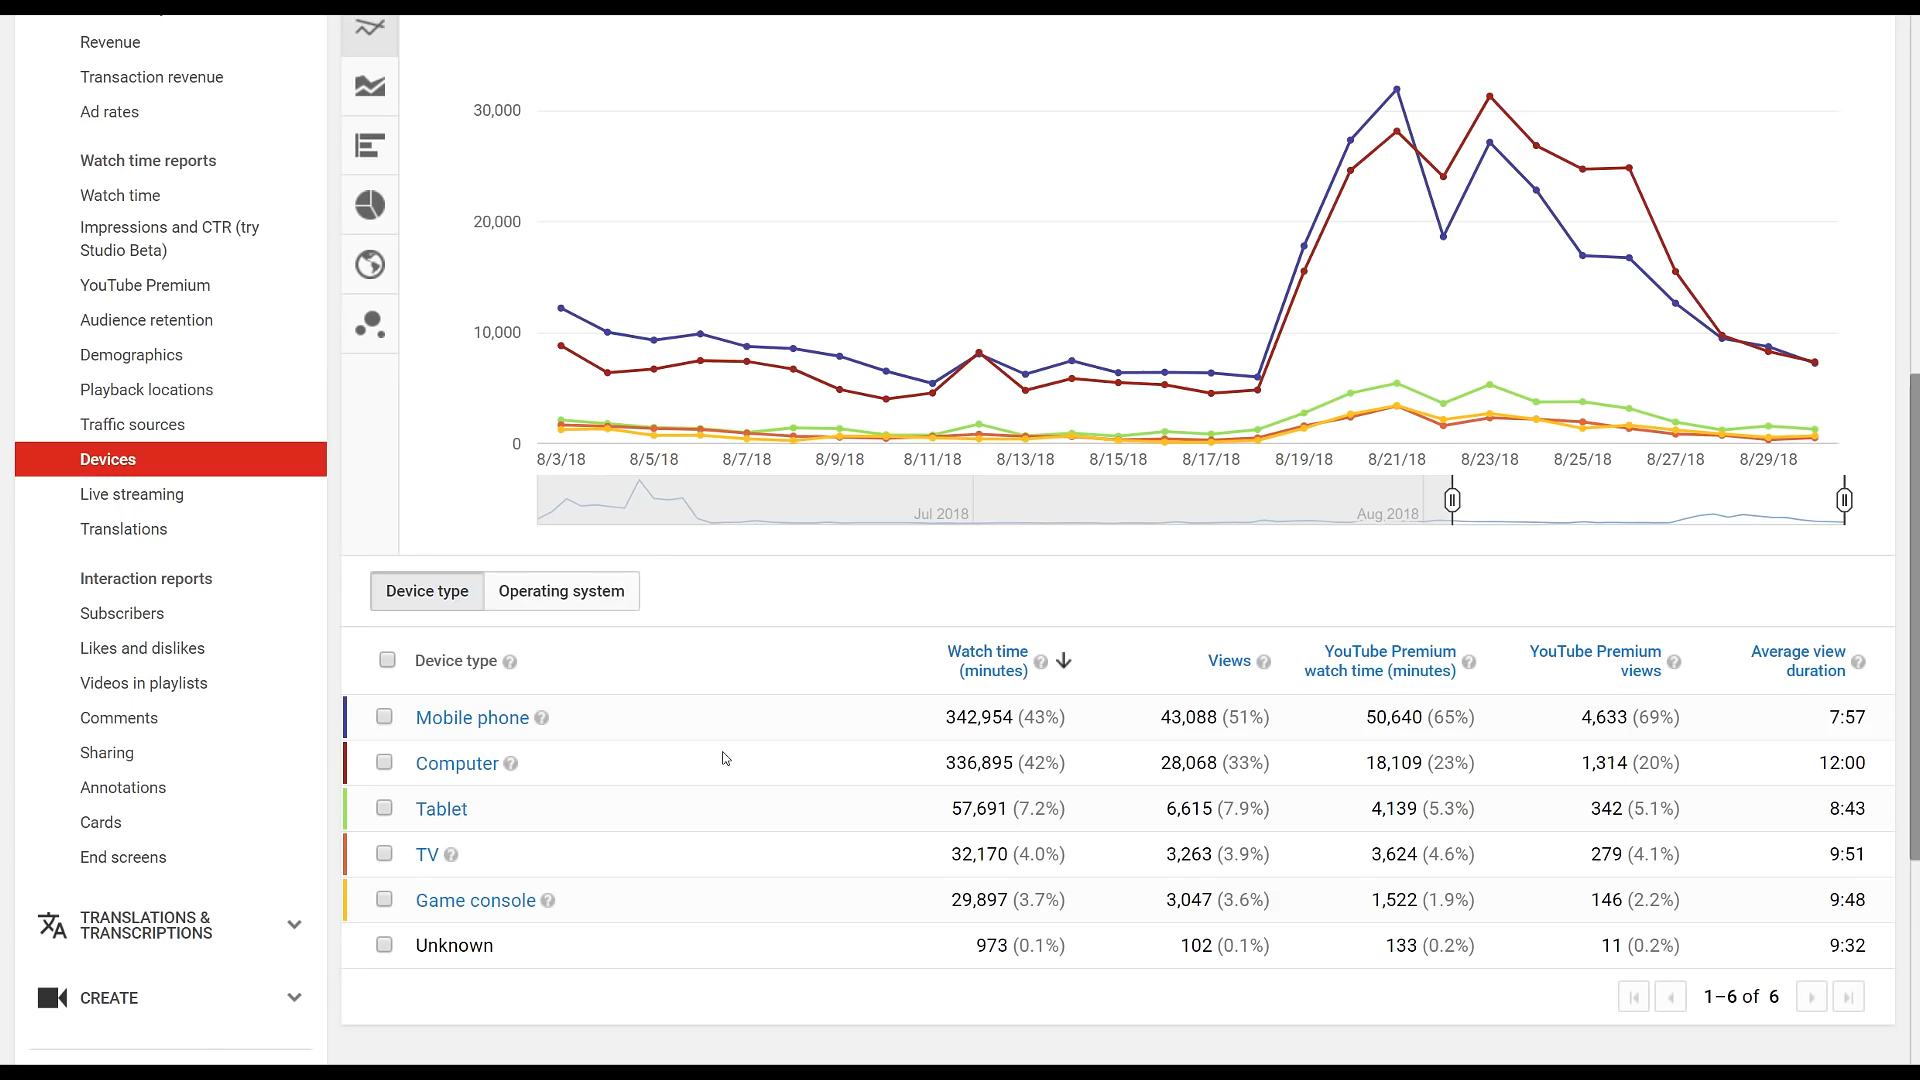 Revenue
Transaction revenue
Ad rates
Watch time reports
Watch time
Impressions and CTR (try
Studio Beta)
YouTube Premium
Audience retention
Demographics
Playback locations
Traffic sources
Devices
Live streaming
Translations
Interaction reports
Subscribers
Likes and dislikes
Videos in playlists
Comments
Sharing
Annotations
Cards
End screens
TRANSLATIONS &
TRANSCRIPTIONS
CREATE
30,000
20,000
10,000
0
8/3/18 8/5/18 8/7/18 8/9/18 8/11/18 8/13/18 8/15/18 8/17/18 8/19/18 8/21/18 8/23/18 8/25/18 8/27/18 8/29/18
Jul 2018 Aug 2018
Device type Operating system
Device type ? Watch time (minutes) ? Views ? YouTube Premium watch time (minutes) ? YouTube Premium views ? Average view duration ?
Mobile phone ? 342,954 (43%) 43,088 (51%) 50,640 (65%) 4,633 (69%) 7:57
Computer ? 336,895 (42%) 28,068 (33%) 18,109 (23%) 1,314 (20%) 12:00
Tablet 57,691 (7.2%) 6,615 (7.9%) 4,139 (5.3%) 342 (5.1%) 8:43
TV ? 32,170 (4.0%) 3,263 (3.9%) 3,624 (4.6%) 279 (4.1%) 9:51
Game console ? 29,897 (3.7%) 3,047 (3.6%) 1,522 (1.9%) 146 (2.2%) 9:48
Unknown 973 (0.1%) 102 (0.1%) 133 (0.2%) 11 (0.2%) 9:32
1–6 of 6